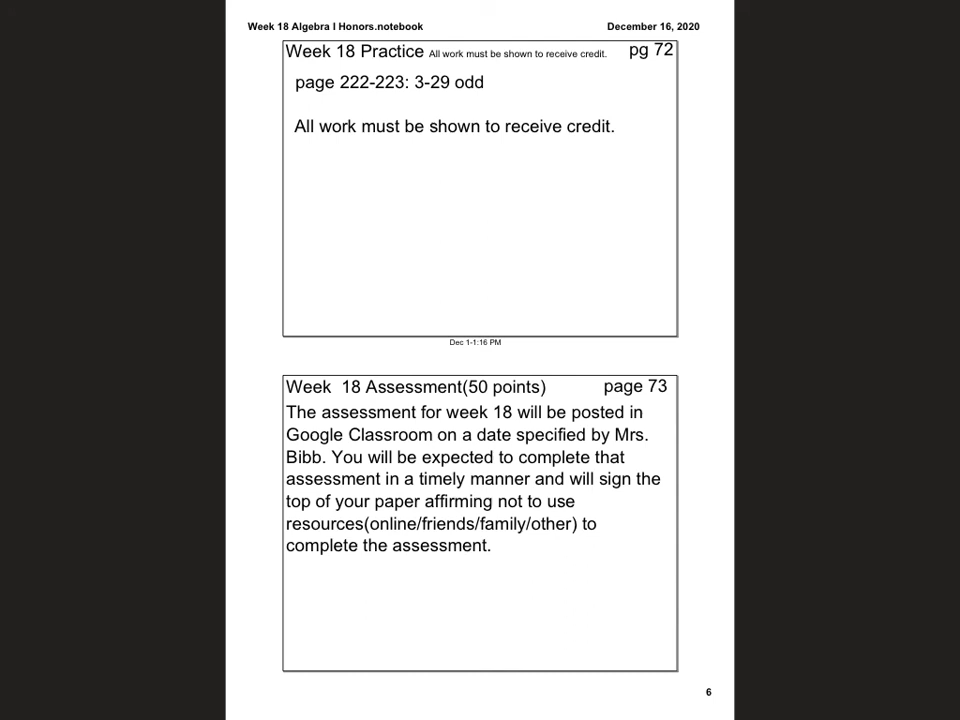 Week 18 Algebra I Honors.notebook December 16, 2020
Week 18 Practice All work must be shown to receive credit. pg 72
page 222-223: 3-29 odd
All work must be shown to receive credit.
Dec 1-1:16 PM
Week  18 Assessment(50 points) page 73
The assessment for week 18 will be posted in
Google Classroom on a date specified by Mrs.
Bibb. You will be expected to complete that
assessment in a timely manner and will sign the
top of your paper affirming not to use
resources(online/friends/family/other) to
complete the assessment.
6